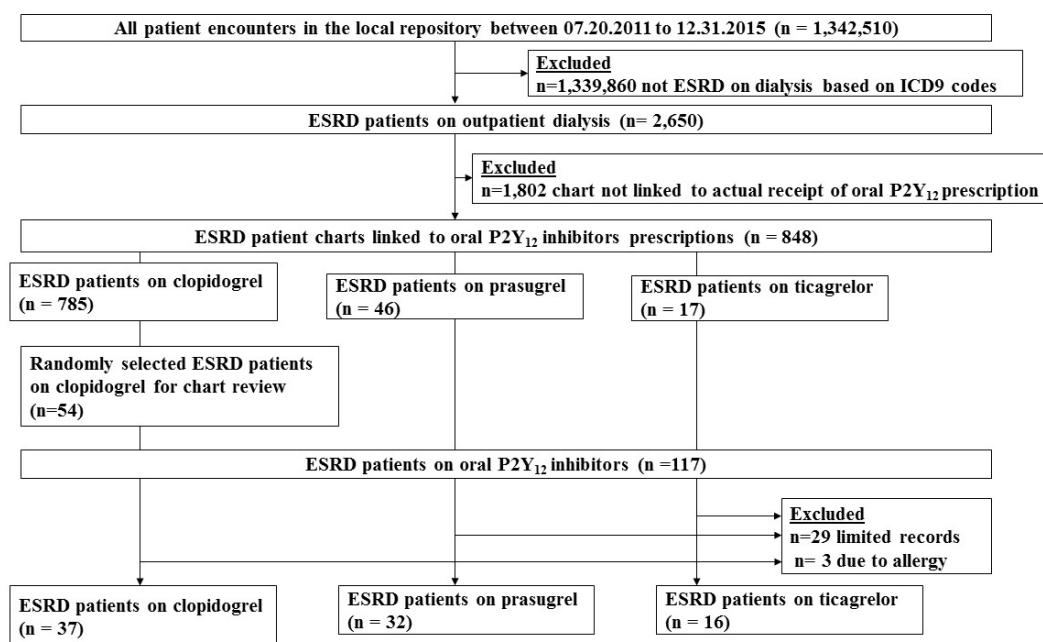 All patient encounters in the local repository between 07.20.2011 to 12.31.2015 (n = 1,342,510)
Excluded
n=1,339,860 not ESRD on dialysis based on ICD9 codes
ESRD patients on outpatient dialysis (n= 2,650)
Excluded
n=1,802 chart not linked to actual receipt of oral P2Y₁₂ prescription
ESRD patient charts linked to oral P2Y₁₂ inhibitors prescriptions (n = 848)
ESRD patients on clopidogrel
(n = 785)
ESRD patients on prasugrel
(n = 46)
ESRD patients on ticagrelor
(n = 17)
Randomly selected ESRD patients
on clopidogrel for chart review
(n=54)
ESRD patients on oral P2Y₁₂ inhibitors (n =117)
Excluded
n=29 limited records
n= 3 due to allergy
ESRD patients on clopidogrel
(n = 37)
ESRD patients on prasugrel
(n = 32)
ESRD patients on ticagrelor
(n = 16)